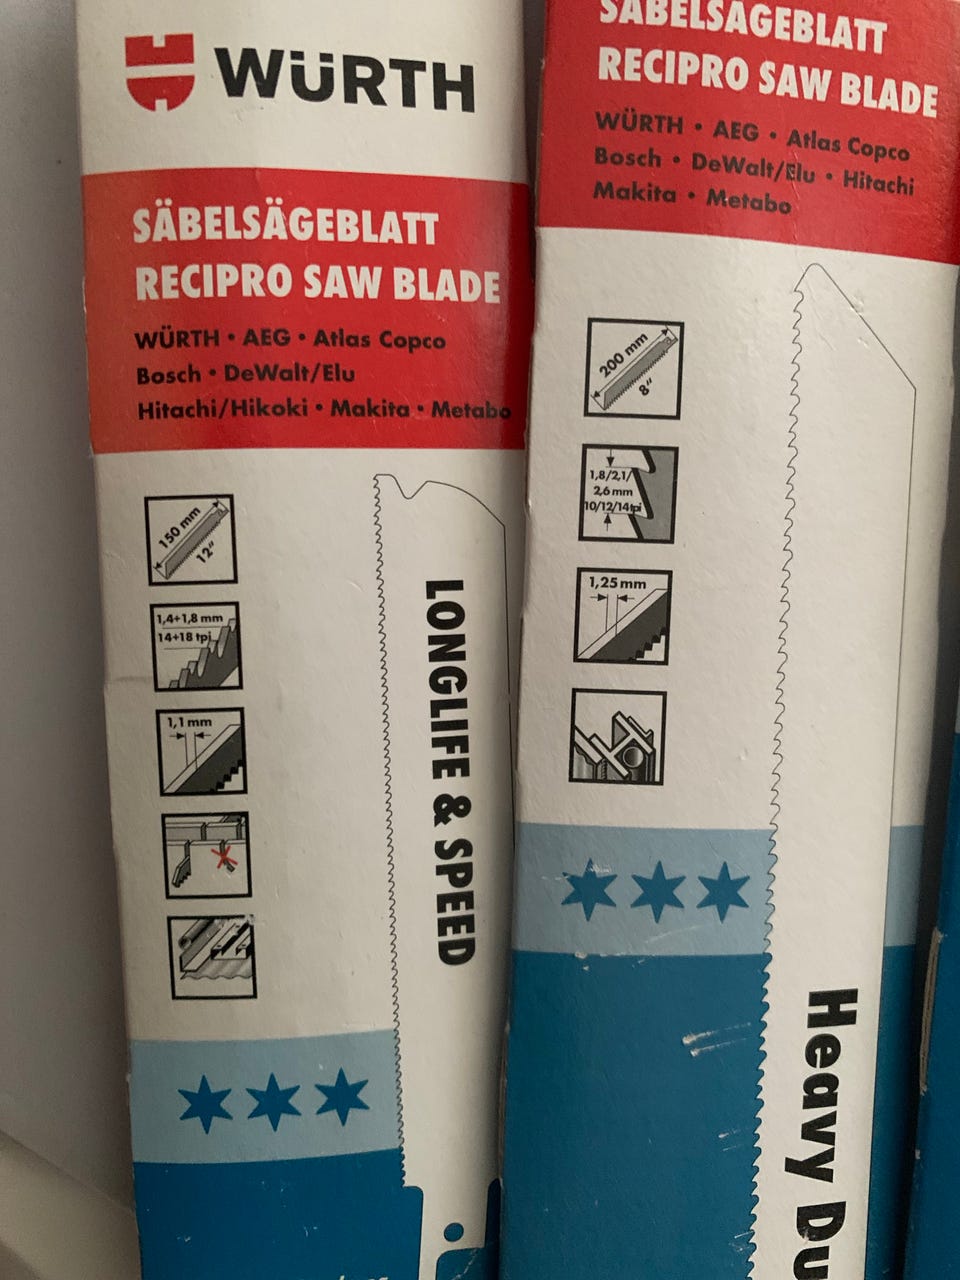 WÜRTH
SÄBELSÄGEBLATT
RECIPRO SAW BLADE
WÜRTH • AEG • Atlas Copco
Bosch • DeWalt/Elu
Hitachi/Hikoki • Makita • Metabo
150 mm
12"
1,4+1,8 mm
14+18 tpi
1,1 mm
LONGLIFE & SPEED
SÄBELSÄGEBLATT
RECIPRO SAW BLADE
WÜRTH • AEG • Atlas Copco
Bosch • DeWalt/Elu • Hitachi
Makita • Metabo
200 mm
8"
1,8/2,1/
2,6 mm
10/12/14tpi
1,25 mm
Heavy Du